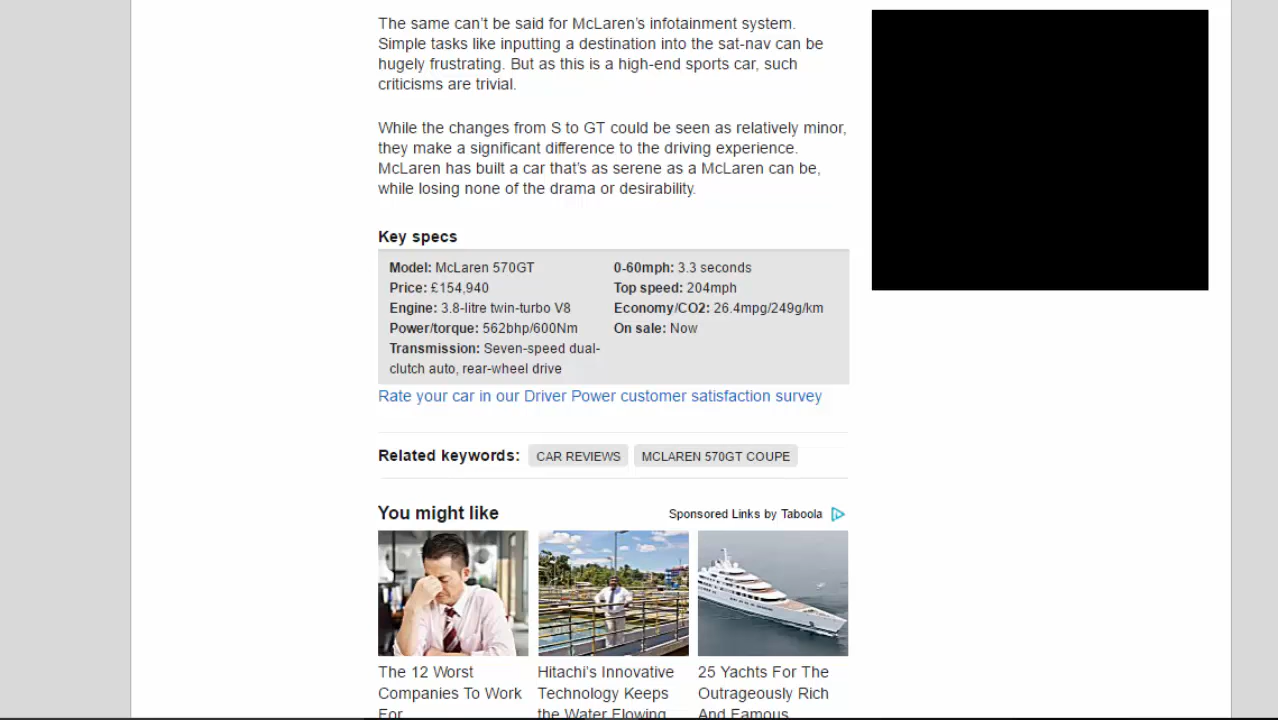 The same can't be said for McLaren's infotainment system.
Simple tasks like inputting a destination into the sat-nav can be
hugely frustrating. But as this is a high-end sports car, such
criticisms are trivial.
While the changes from S to GT could be seen as relatively minor,
they make a significant difference to the driving experience.
McLaren has built a car that's as serene as a McLaren can be,
while losing none of the drama or desirability.
Key specs
Model: McLaren 570GT
Price: £154,940
Engine: 3.8-litre twin-turbo V8
Power/torque: 562bhp/600Nm
Transmission: Seven-speed dual-
clutch auto, rear-wheel drive
0-60mph: 3.3 seconds
Top speed: 204mph
Economy/CO2: 26.4mpg/249g/km
On sale: Now
Rate your car in our Driver Power customer satisfaction survey
Related keywords: CAR REVIEWS MCLAREN 570GT COUPE
You might like
Sponsored Links by Taboola
The 12 Worst
Companies To Work
For
Hitachi's Innovative
Technology Keeps
the Water Flowing
25 Yachts For The
Outrageously Rich
And Famous